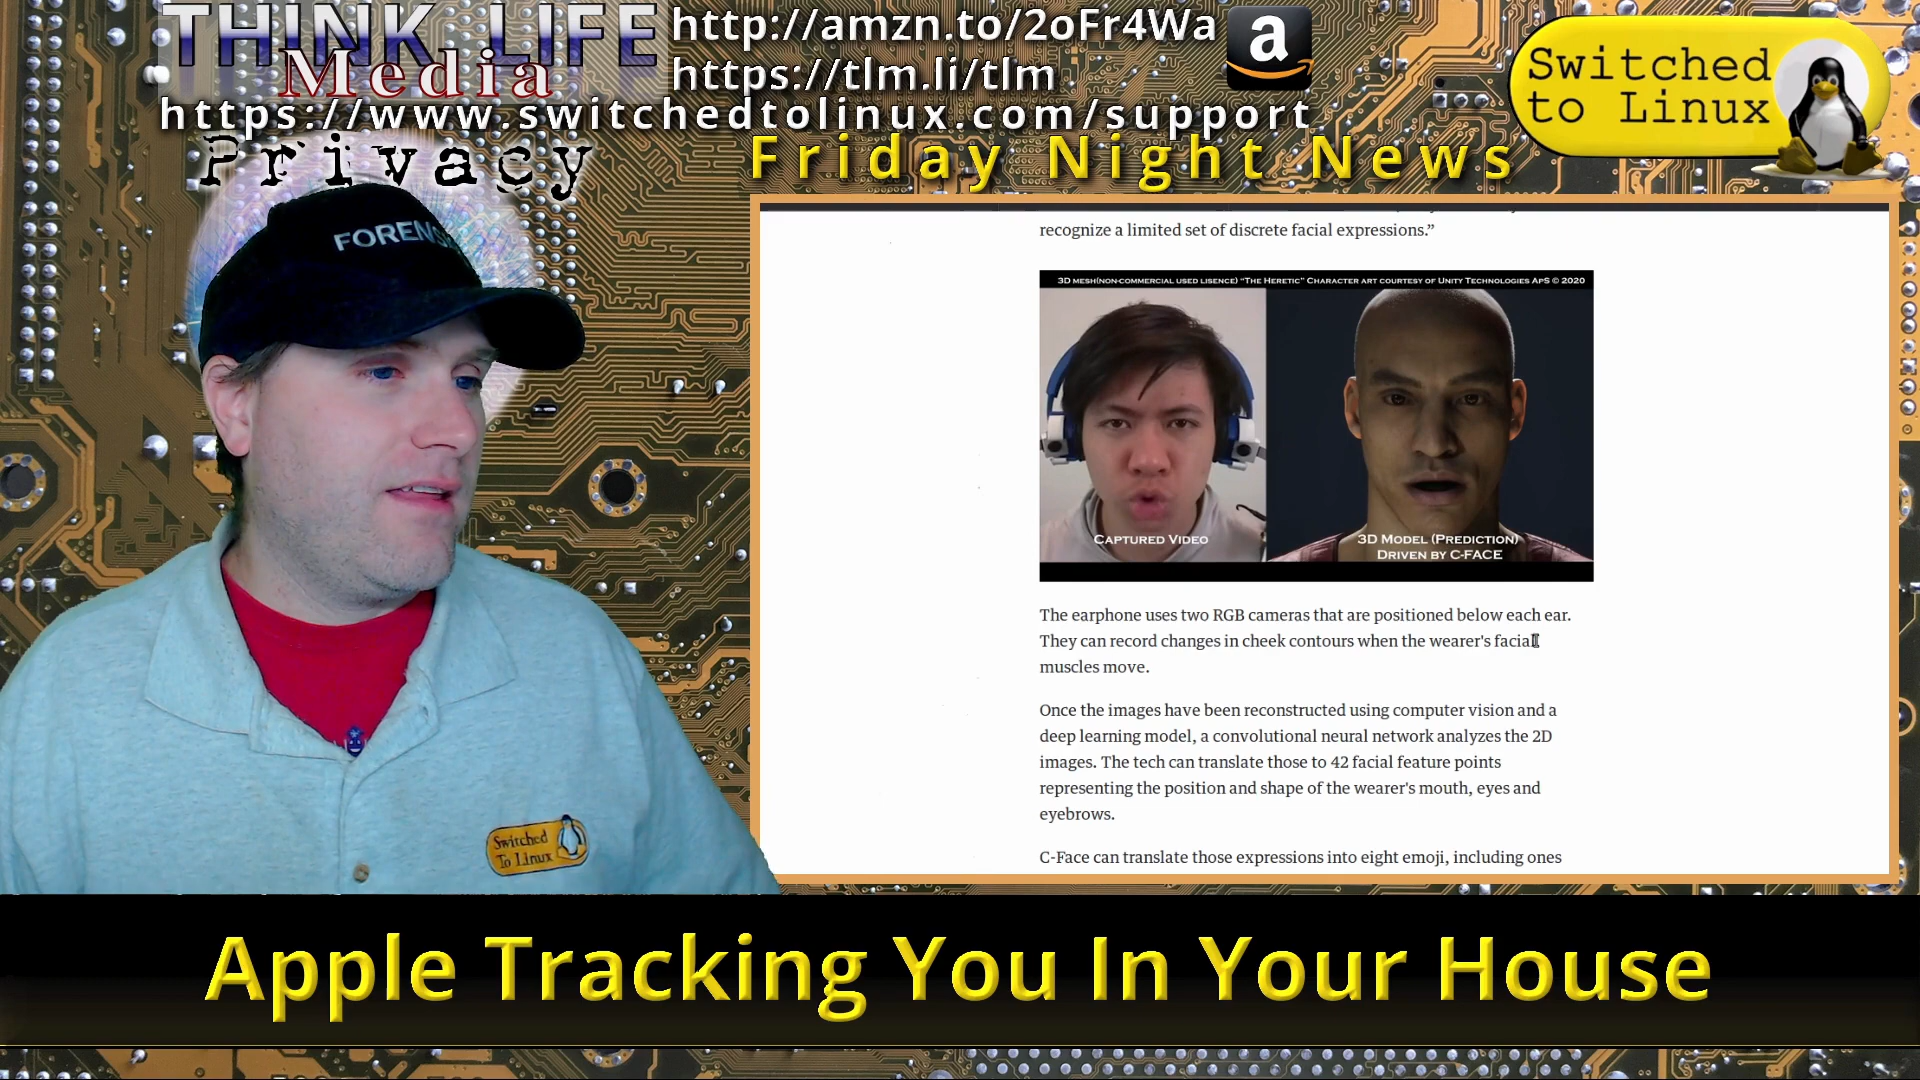 THINK LIFE
Media
http://amzn.to/2oFr4Wa
https://tlm.li/tlm
https://www.switchedtolinux.com/support
a
Switched
to Linux
Privacy
Friday Night News
recognize a limited set of discrete facial expressions.”
3D MESH(NON-COMMERCIAL USED LISENCE) “THE HERETIC” CHARACTER ART COURTESY OF UNITY TECHNOLOGIES APS © 2020
CAPTURED VIDEO
3D MODEL (PREDICTION)
DRIVEN BY C-FACE
The earphone uses two RGB cameras that are positioned below each ear.
They can record changes in cheek contours when the wearer's facial
muscles move.
Once the images have been reconstructed using computer vision and a
deep learning model, a convolutional neural network analyzes the 2D
images. The tech can translate those to 42 facial feature points
representing the position and shape of the wearer's mouth, eyes and
eyebrows.
C-Face can translate those expressions into eight emoji, including ones
Switched
To Linux
Apple Tracking You In Your House